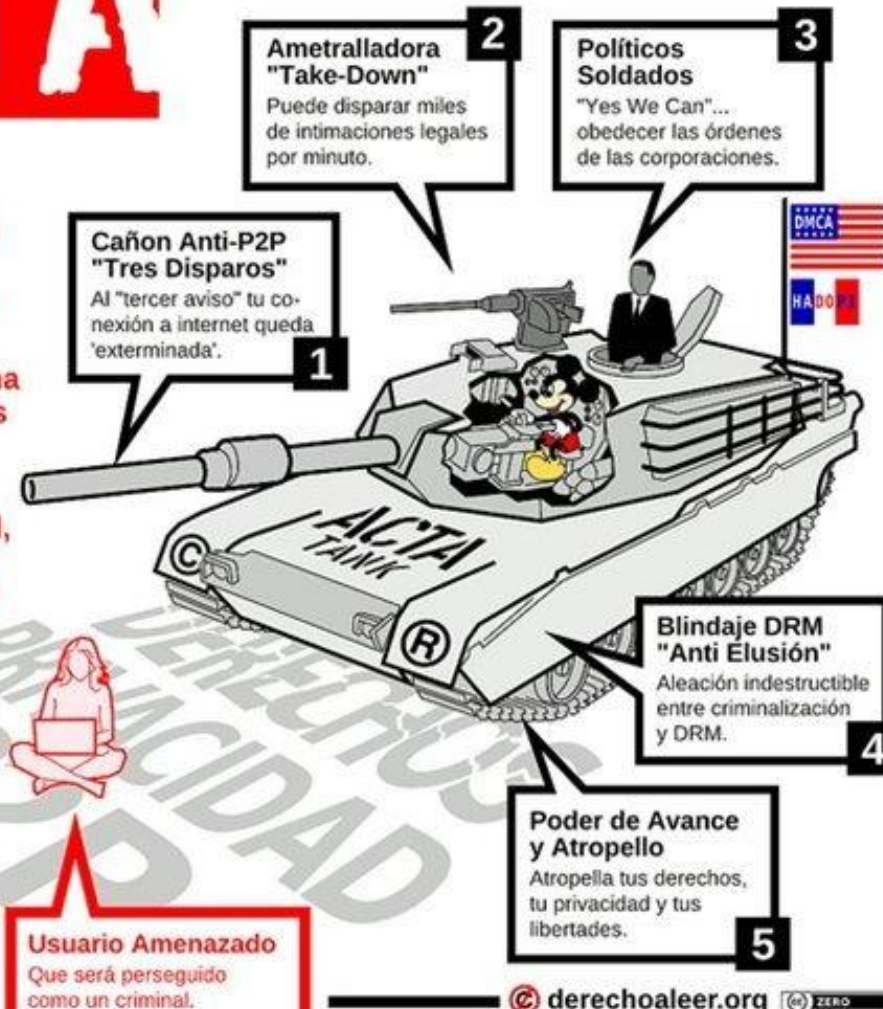 A
Ametralladora
"Take-Down"
Puede disparar miles
de intimaciones legales
por minuto.
2
Políticos
Soldados
"Yes We Can"...
obedecer las órdenes
de las corporaciones.
3
Cañon Anti-P2P
"Tres Disparos"
Al "tercer aviso" tu co-
nexión a internet queda
'exterminada'.
1
DMCA
HADOPI
ACTA
TANK
©
®
DERECHOS
PRIVACIDAD
P
Blindaje DRM
"Anti Elusión"
Aleación indestructible
entre criminalización
y DRM.
4
Poder de Avance
y Atropello
Atropella tus derechos,
tu privacidad y tus
libertades.
5
Usuario Amenazado
Que será perseguido
como un criminal.
derechoaleer.org
cc ZERO